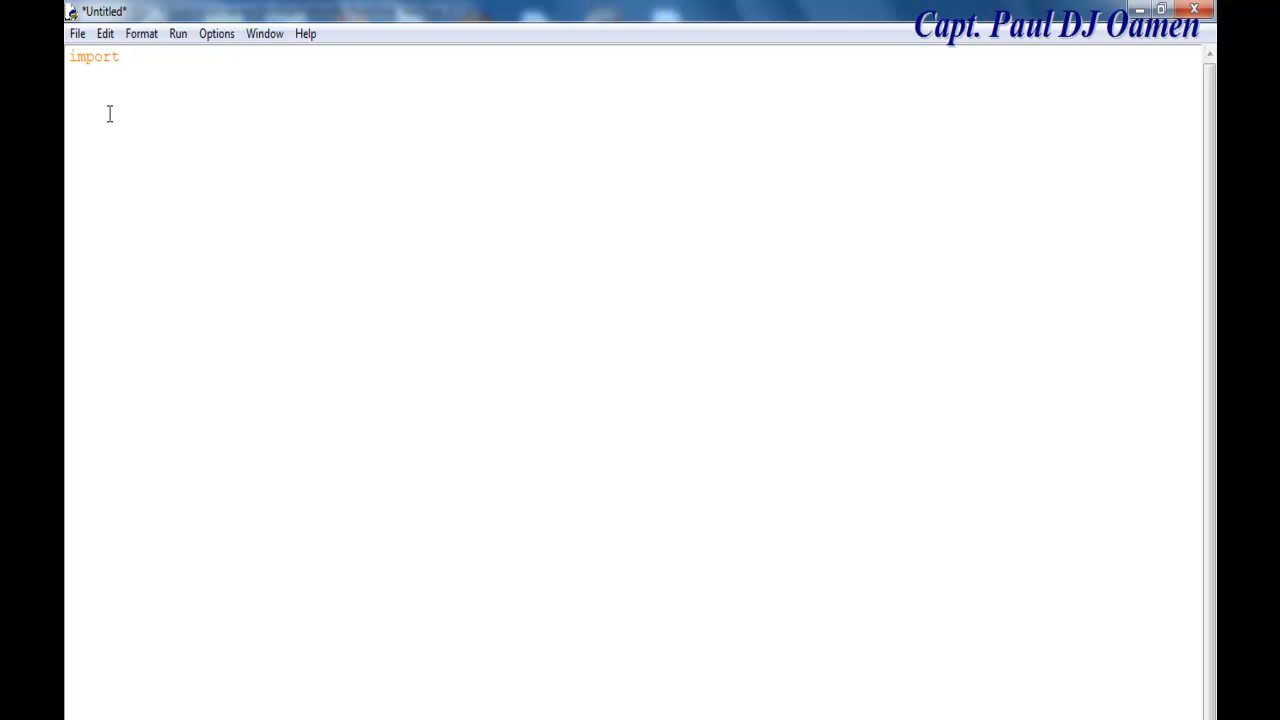 *Untitled*
Capt. Paul DJ Oamen
File Edit Format Run Options Window Help
import